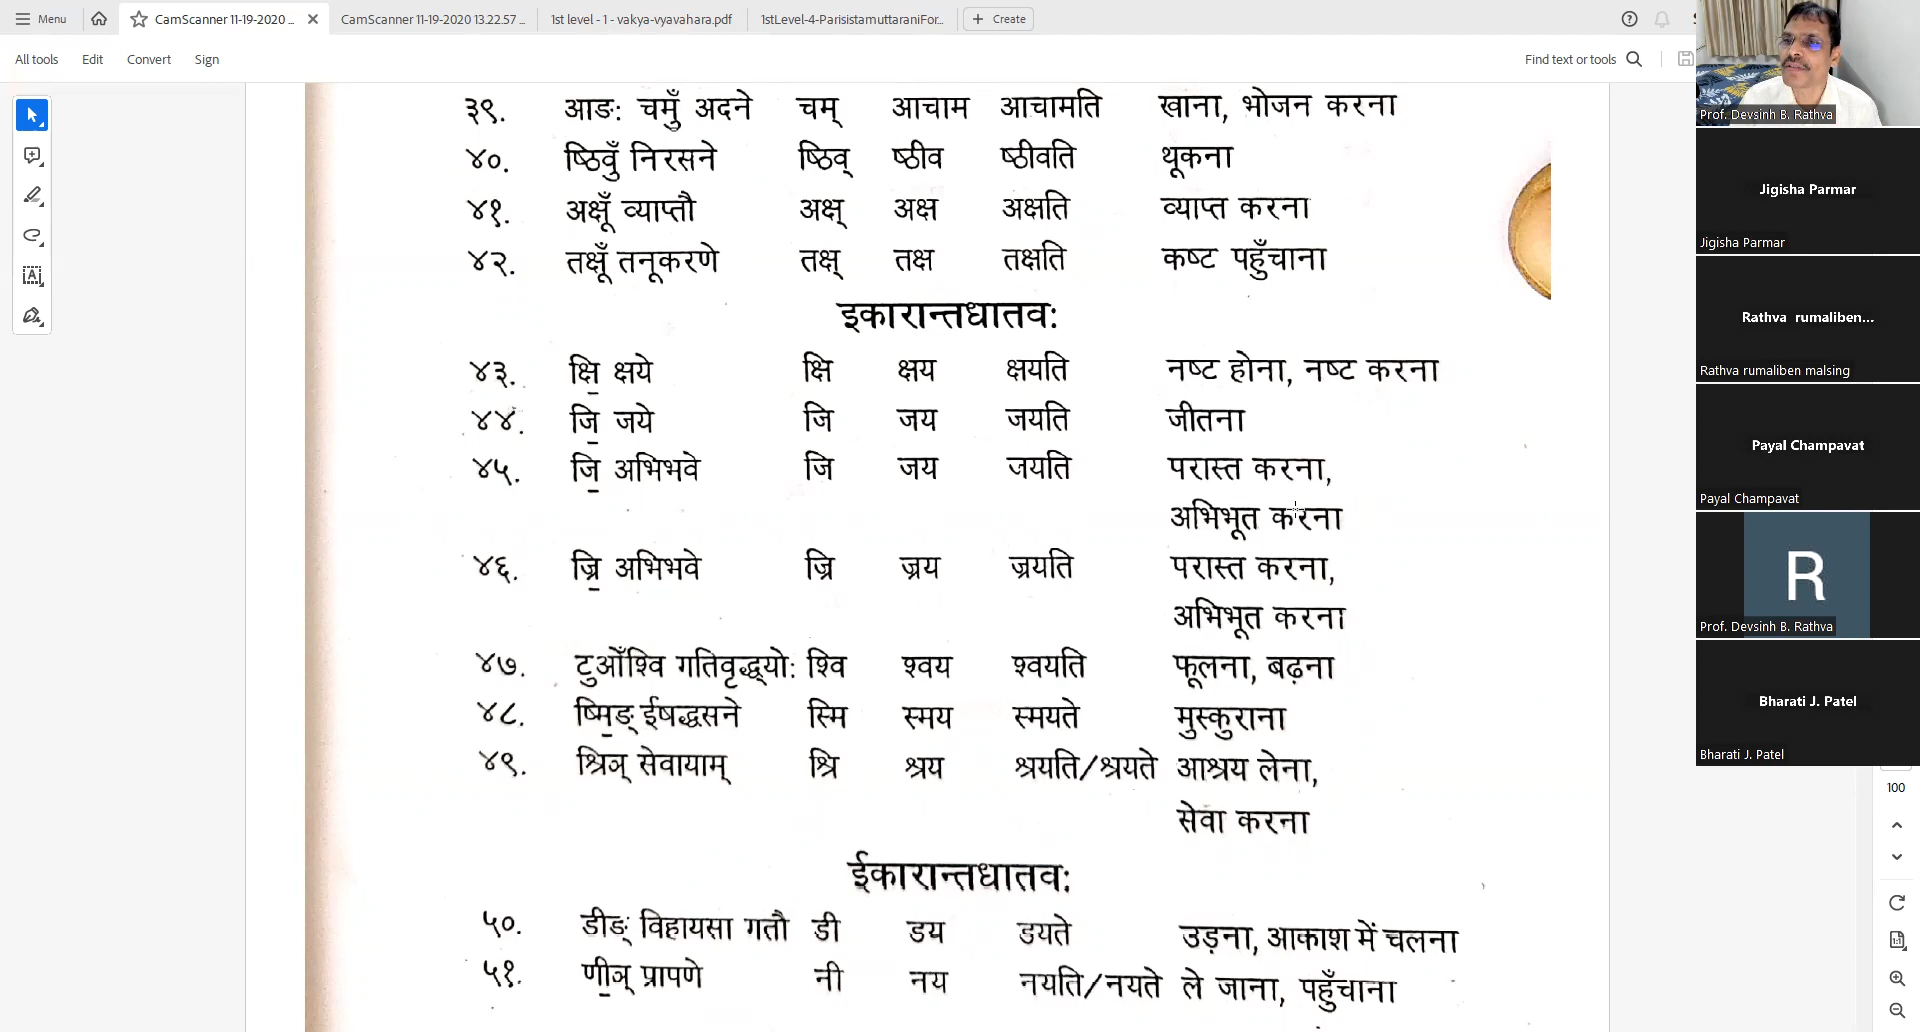 Menu
CamScanner 11-19-2020 ...
CamScanner 11-19-2020 13.22.57 ...
1st level - 1 - vakya-vyavahara.pdf
1stLevel-4-ParisistamuttaraniFor...
+ Create
All tools Edit Convert Sign
Find text or tools
३९. आङः चमुँ अदने चम् आचाम आचामति खाना, भोजन करना
४०. ष्ठिवुँ निरसने ष्ठिव् ष्ठीव ष्ठीवति थूकना
४१. अक्षूँ व्याप्तौ अक्ष् अक्ष अक्षति व्याप्त करना
४२. तक्षूँ तनूकरणे तक्ष् तक्ष तक्षति कष्ट पहुँचाना
इकारान्तधातवः
४३. क्षि॒ क्षये क्षि क्षय क्षयति नष्ट होना, नष्ट करना
४४. जि॒ जये जि जय जयति जीतना
४५. जि॒ अभिभवे जि जय जयति परास्त करना,
अभिभूत करना
४६. ज्रि॒ अभिभवे ज्रि ज्रय ज्रयति परास्त करना,
अभिभूत करना
४७. टुओँश्वि गतिवृद्ध्योः श्वि श्वय श्वयति फूलना, बढ़ना
४८. ष्मि॒ङ् ईषद्धसने स्मि स्मय स्मयते मुस्कुराना
४९. श्रिञ् सेवायाम् श्रि श्रय श्रयति/श्रयते आश्रय लेना,
सेवा करना
ईकारान्तधातवः
५०. डीङ् विहायसा गतौ डी डय डयते उड़ना, आकाश में चलना
५१. णी॒ञ् प्रापणे नी नय नयति/नयते ले जाना, पहुँचाना
Prof. Devsinh B. Rathva
Jigisha Parmar
Jigisha Parmar
Rathva rumaliben...
Rathva rumaliben malsing
Payal Champavat
Payal Champavat
R
Prof. Devsinh B. Rathva
Bharati J. Patel
Bharati J. Patel
100